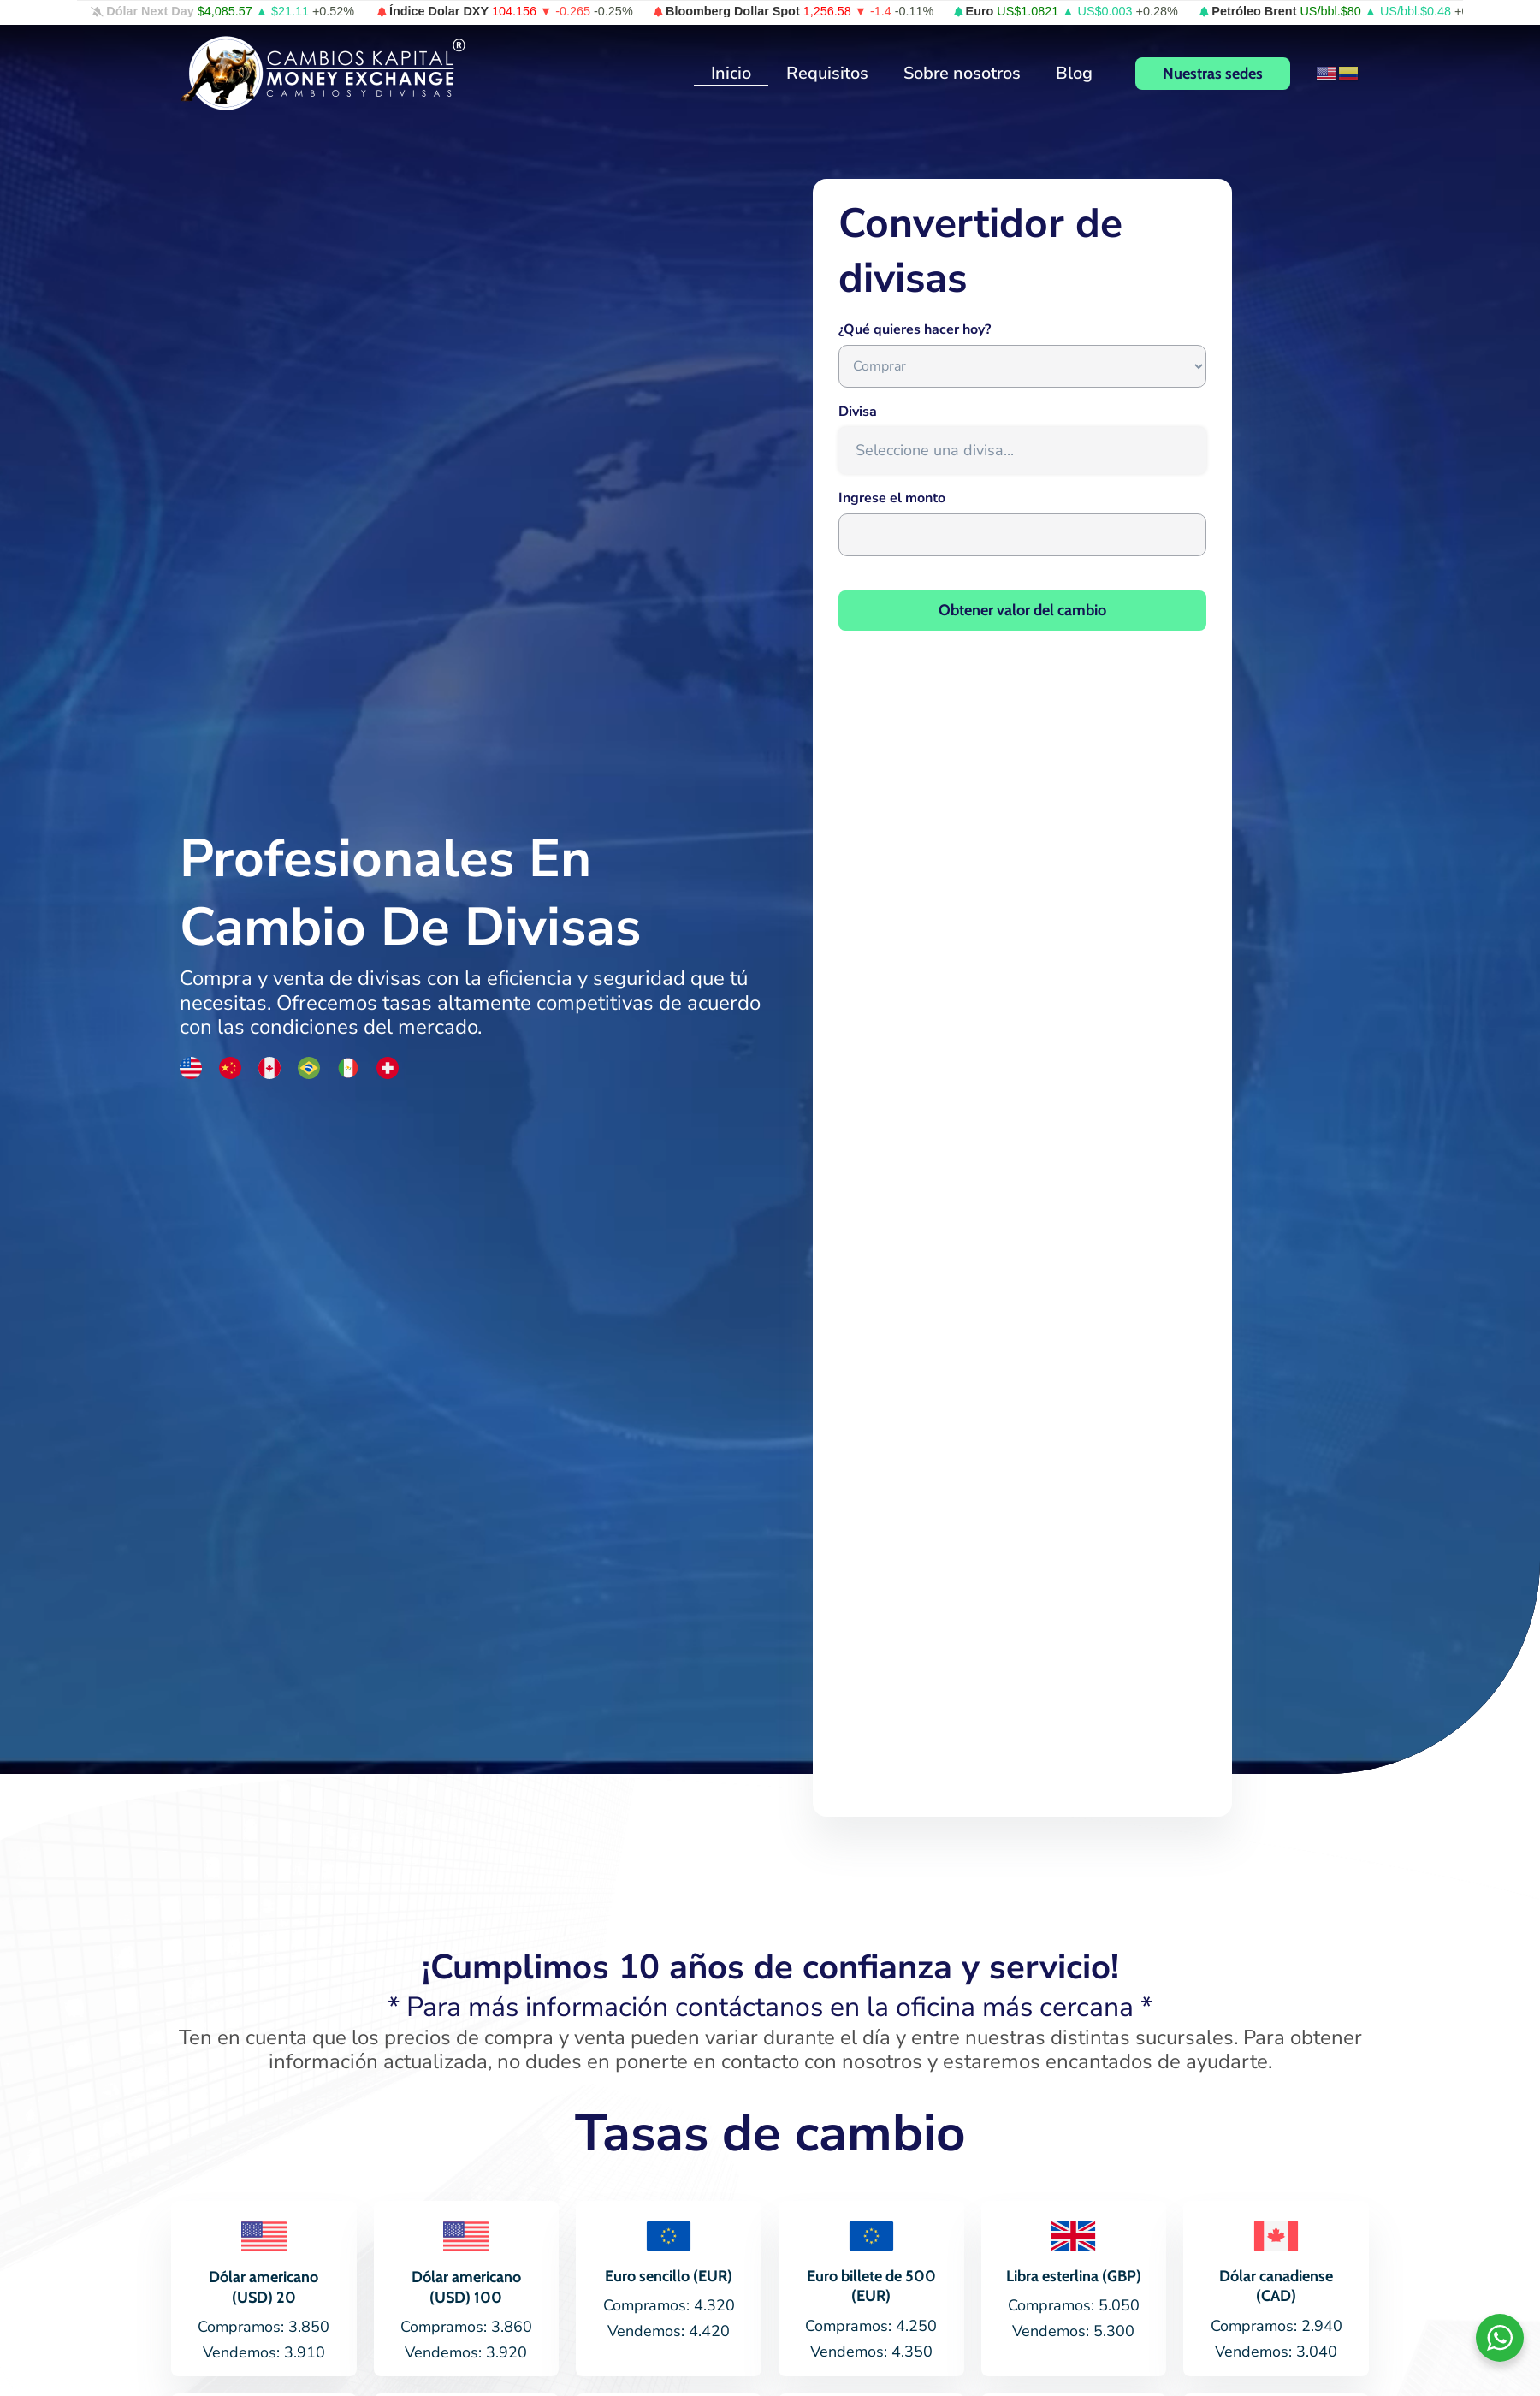 Dólar Next Day $4,085.57 ▲ $21.11 +0.52% Índice Dolar DXY 104.156 ▼ -0.265 -0.25% Bloomberg Dollar Spot 1,256.58 ▼ -1.4 -0.11% Euro US$1.0821 ▲ US$0.003 +0.28% Petróleo Brent US/bbl.$80 ▲ US/bbl.$0.48
CAMBIOS KAPITAL ®
MONEY EXCHANGE
CAMBIOS Y DIVISAS
Inicio Requisitos Sobre nosotros Blog Nuestras sedes
Convertidor de
divisas
¿Qué quieres hacer hoy?
Comprar
Divisa
Seleccione una divisa...
Ingrese el monto
Obtener valor del cambio
Profesionales En
Cambio De Divisas
Compra y venta de divisas con la eficiencia y seguridad que tú
necesitas. Ofrecemos tasas altamente competitivas de acuerdo
con las condiciones del mercado.
¡Cumplimos 10 años de confianza y servicio!
* Para más información contáctanos en la oficina más cercana *
Ten en cuenta que los precios de compra y venta pueden variar durante el día y entre nuestras distintas sucursales. Para obtener
información actualizada, no dudes en ponerte en contacto con nosotros y estaremos encantados de ayudarte.
Tasas de cambio
Dólar americano
(USD) 20
Compramos: 3.850
Vendemos: 3.910
Dólar americano
(USD) 100
Compramos: 3.860
Vendemos: 3.920
Euro sencillo (EUR)
Compramos: 4.320
Vendemos: 4.420
Euro billete de 500
(EUR)
Compramos: 4.250
Vendemos: 4.350
Libra esterlina (GBP)
Compramos: 5.050
Vendemos: 5.300
Dólar canadiense
(CAD)
Compramos: 2.940
Vendemos: 3.040